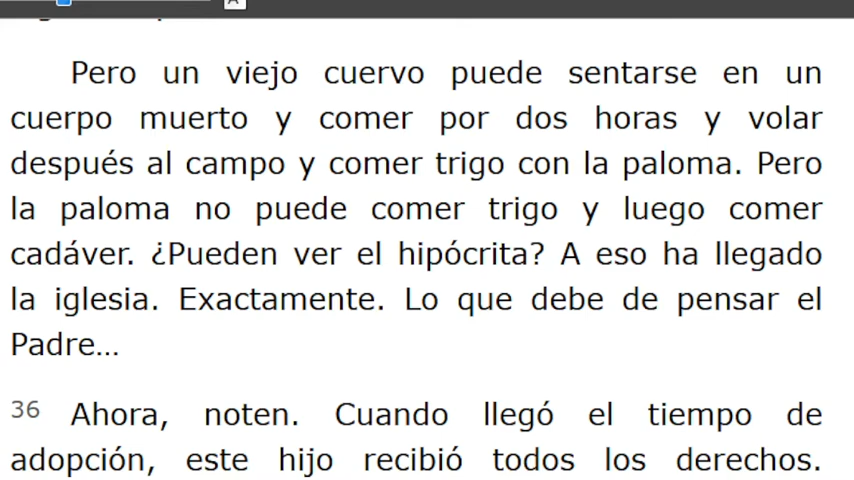 Pero un viejo cuervo puede sentarse en un
cuerpo muerto y comer por dos horas y volar
después al campo y comer trigo con la paloma. Pero
la paloma no puede comer trigo y luego comer
cadáver. ¿Pueden ver el hipócrita? A eso ha llegado
la iglesia. Exactamente. Lo que debe de pensar el
Padre...
36 Ahora, noten. Cuando llegó el tiempo de
adopción, este hijo recibió todos los derechos.